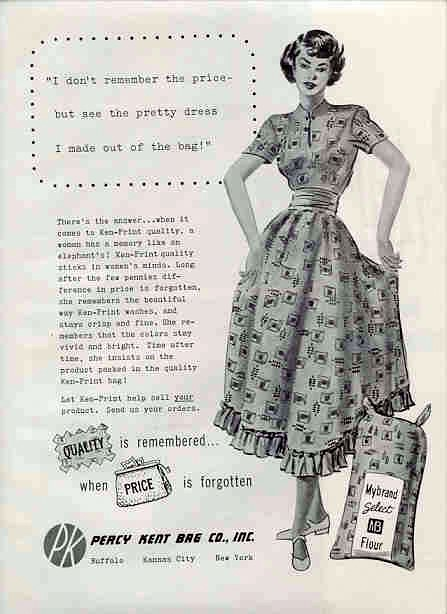 "I don't remember the price-
but see the pretty dress
I made out of the bag!"
There's the answer...when it
comes to Ken-Print quality, a
woman has a memory like an
elephant's! Ken-Print quality
sticks in women's minds. Long
after the few pennies dif-
ference in price is forgotten,
she remembers the beautiful
way Ken-Print washes, and
stays crisp and fine. She re-
members that the colors stay
vivid and bright. Time after
time, she insists on the
product packed in the quality
Ken-Print bag!
Let Ken-Print help sell your
product. Send us your orders.
QUALITY is remembered...
when PRICE is forgotten
PK PERCY KENT BAG CO., INC.
Buffalo Kansas City New York
Mybrand
Select
MB
Flour